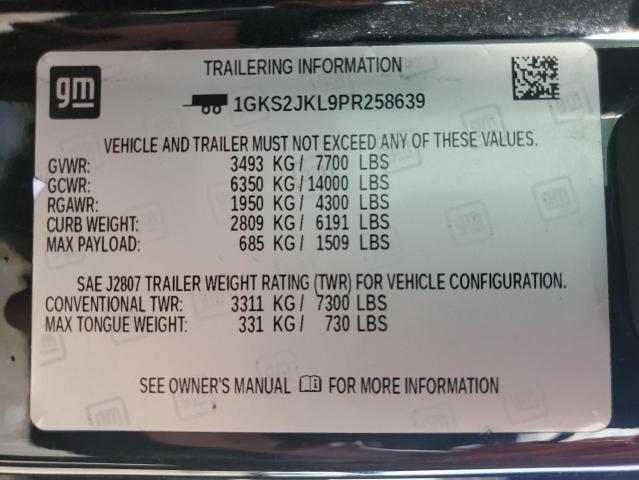 gm
TRAILERING INFORMATION
1GKS2JKL9PR258639
VEHICLE AND TRAILER MUST NOT EXCEED ANY OF THESE VALUES.
GVWR: 3493 KG / 7700 LBS
GCWR: 6350 KG / 14000 LBS
RGAWR: 1950 KG / 4300 LBS
CURB WEIGHT: 2809 KG / 6191 LBS
MAX PAYLOAD: 685 KG / 1509 LBS
SAE J2807 TRAILER WEIGHT RATING (TWR) FOR VEHICLE CONFIGURATION.
CONVENTIONAL TWR: 3311 KG / 7300 LBS
MAX TONGUE WEIGHT: 331 KG / 730 LBS
SEE OWNER'S MANUAL FOR MORE INFORMATION